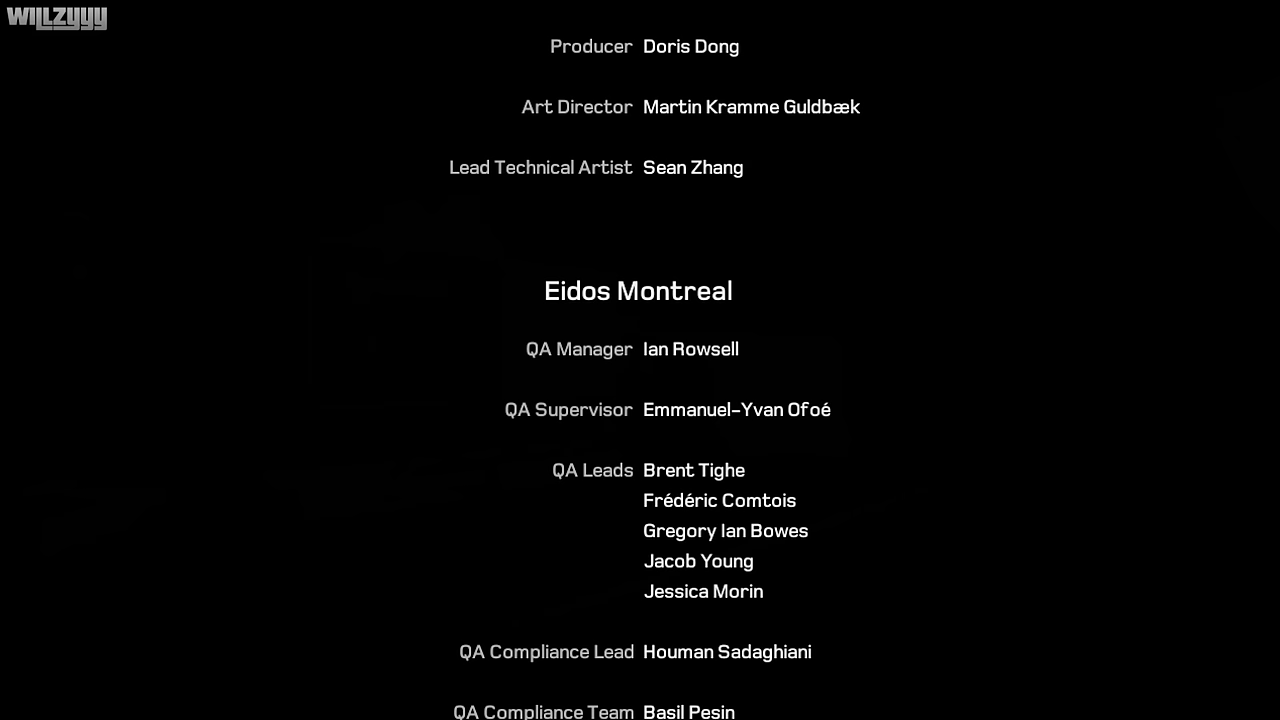 WillZyyy
Producer Doris Dong
Art Director Martin Kramme Guldbæk
Lead Technical Artist Sean Zhang
Eidos Montreal
QA Manager Ian Rowsell
QA Supervisor Emmanuel-Yvan Ofoé
QA Leads Brent Tighe
Frédéric Comtois
Gregory Ian Bowes
Jacob Young
Jessica Morin
QA Compliance Lead Houman Sadaghiani
QA Compliance Team Basil Pesin